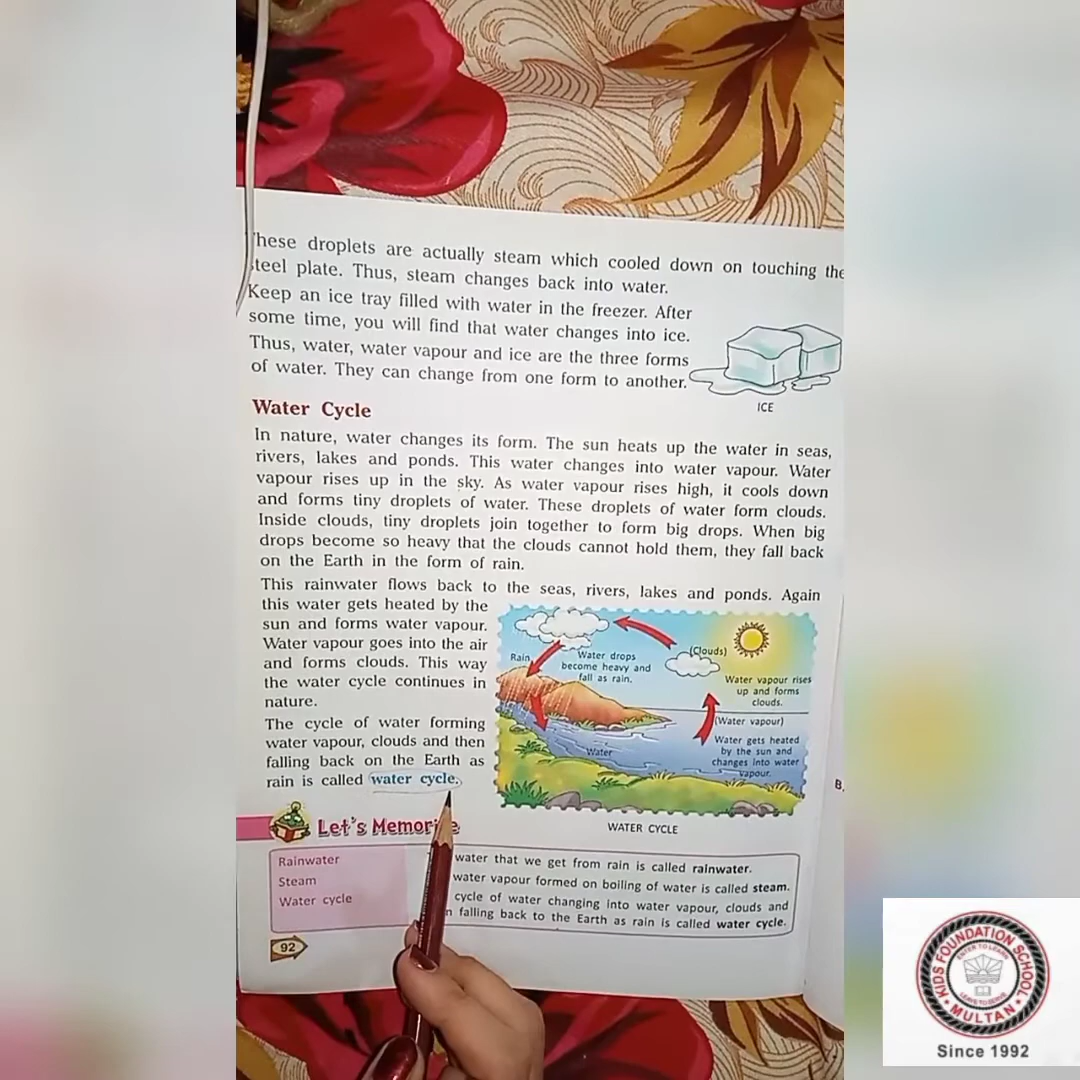 These droplets are actually steam which cooled down on touching the
steel plate. Thus, steam changes back into water.
Keep an ice tray filled with water in the freezer. After
some time, you will find that water changes into ice.
Thus, water, water vapour and ice are the three forms
of water. They can change from one form to another.
ICE
Water Cycle
In nature, water changes its form. The sun heats up the water in seas,
rivers, lakes and ponds. This water changes into water vapour. Water
vapour rises up in the sky. As water vapour rises high, it cools down
and forms tiny droplets of water. These droplets of water form clouds.
Inside clouds, tiny droplets join together to form big drops. When big
drops become so heavy that the clouds cannot hold them, they fall back
on the Earth in the form of rain.
This rainwater flows back to the seas, rivers, lakes and ponds. Again
this water gets heated by the
sun and forms water vapour.
Water vapour goes into the air
and forms clouds. This way
the water cycle continues in
nature.
The cycle of water forming
water vapour, clouds and then
falling back on the Earth as
rain is called water cycle.
Rain
Water drops
become heavy and
fall as rain.
(Clouds)
Water vapour rises
up and forms
clouds.
(Water vapour)
Water gets heated
by the sun and
changes into water
vapour.
Water
WATER CYCLE
B.
Let's Memorize
Rainwater
water that we get from rain is called rainwater.
Steam
water vapour formed on boiling of water is called steam.
Water cycle
cycle of water changing into water vapour, clouds and
n falling back to the Earth as rain is called water cycle.
92
KIDS FOUNDATION SCHOOL
ENTER TO LEARN
LEAVE TO SERVE
MULTAN
Since 1992